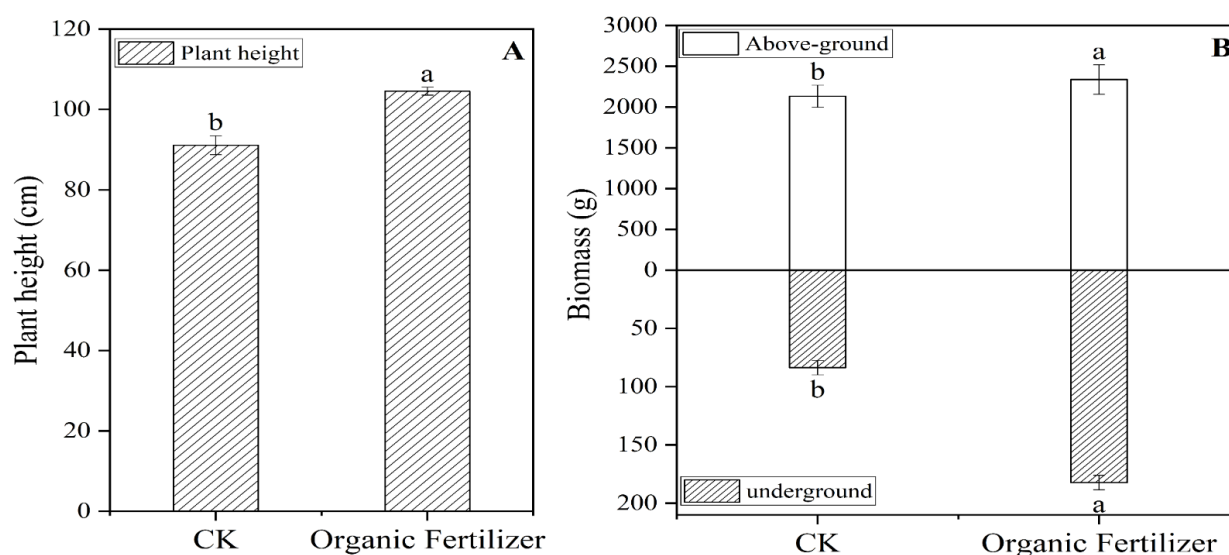 120
100
80
60
40
20
0
Plant height (cm)
Plant height
A
b
a
CK
Organic Fertilizer
3000
2500
2000
1500
1000
500
0
50
100
150
200
Biomass (g)
Above-ground
B
b
a
b
a
underground
CK
Organic Fertilizer